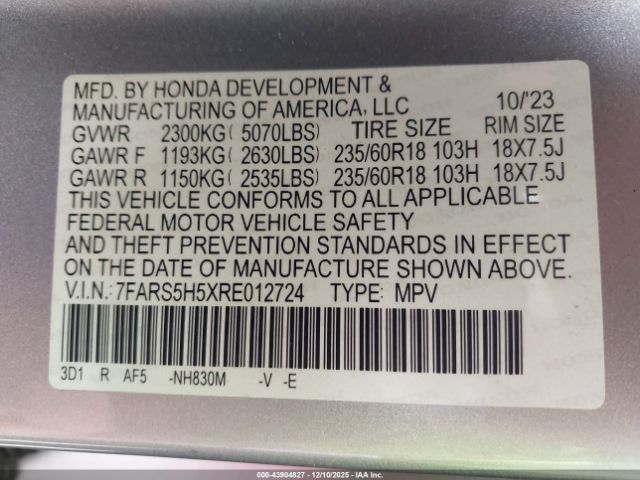 MFD. BY HONDA DEVELOPMENT &
MANUFACTURING OF AMERICA, LLC 10/'23
GVWR 2300KG( 5070LBS) TIRE SIZE RIM SIZE
GAWR F 1193KG( 2630LBS) 235/60R18 103H 18X7.5J
GAWR R 1150KG( 2535LBS) 235/60R18 103H 18X7.5J
THIS VEHICLE CONFORMS TO ALL APPLICABLE
FEDERAL MOTOR VEHICLE SAFETY
AND THEFT PREVENTION STANDARDS IN EFFECT
ON THE DATE OF MANUFACTURE SHOWN ABOVE.
V.I.N.:7FARS5H5XRE012724 TYPE: MPV
3D1 R AF5 -NH830M -V -E
000-43904827 - 12/10/2025 - IAA Inc.